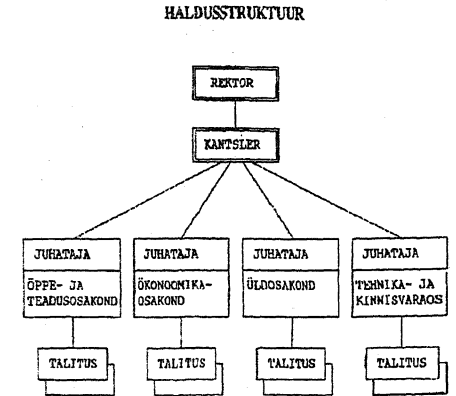 HALDUSSTRUKTUUR
REKTOR
KANTSLER
JUHATAJA
ÕPPE- JA
TEADUSOSAKOND
JUHATAJA
ÖKONOOMIKA-
OSAKOND
JUHATAJA
ÜLDOSAKOND
JUHATAJA
TEHNIKA- JA
KINNISVARAOS
TALITUS
TALITUS
TALITUS
TALITUS